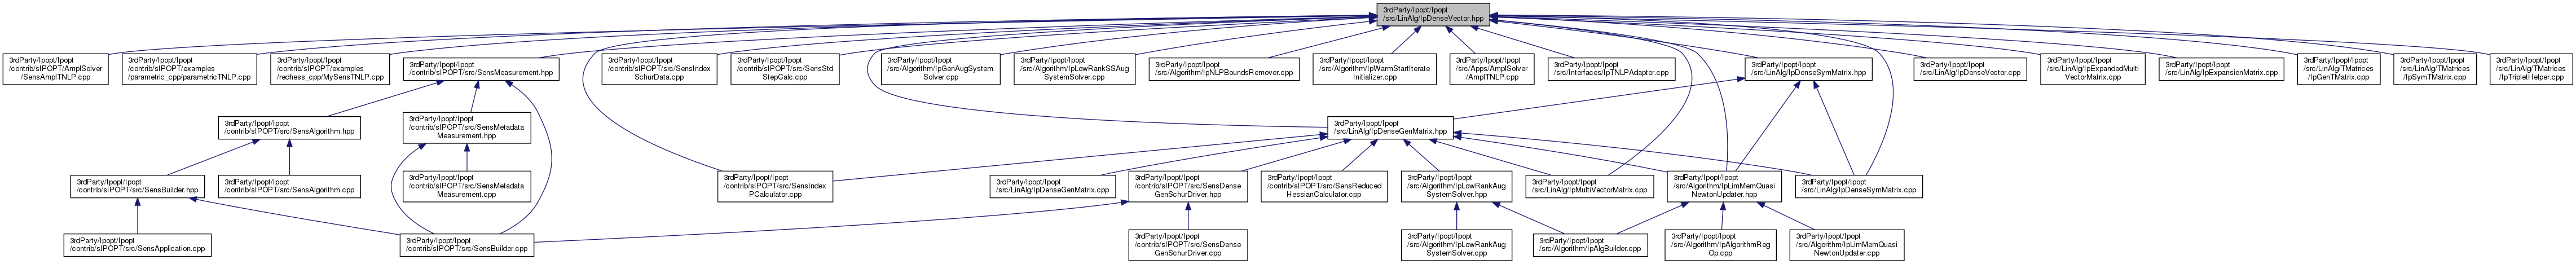 3rdParty/Ipopt/Ipopt
/src/LinAlg/IpDenseVector.hpp
3rdParty/Ipopt/Ipopt
/contrib/sIPOPT/AmplSolver
/SensAmplTNLP.cpp
3rdParty/Ipopt/Ipopt
/contrib/sIPOPT/examples
/parametric_cpp/parametricTNLP.cpp
3rdParty/Ipopt/Ipopt
/contrib/sIPOPT/examples
/redhess_cpp/MySensTNLP.cpp
3rdParty/Ipopt/Ipopt
/contrib/sIPOPT/src/SensMeasurement.hpp
3rdParty/Ipopt/Ipopt
/contrib/sIPOPT/src/SensIndex
SchurData.cpp
3rdParty/Ipopt/Ipopt
/contrib/sIPOPT/src/SensStd
StepCalc.cpp
3rdParty/Ipopt/Ipopt
/src/Algorithm/IpGenAugSystem
Solver.cpp
3rdParty/Ipopt/Ipopt
/src/Algorithm/IpLowRankSSAug
SystemSolver.cpp
3rdParty/Ipopt/Ipopt
/src/Algorithm/IpNLPBoundsRemover.cpp
3rdParty/Ipopt/Ipopt
/src/Algorithm/IpWarmStartIterate
Initializer.cpp
3rdParty/Ipopt/Ipopt
/src/Apps/AmplSolver
/AmplTNLP.cpp
3rdParty/Ipopt/Ipopt
/src/Interfaces/IpTNLPAdapter.cpp
3rdParty/Ipopt/Ipopt
/src/LinAlg/IpDenseSymMatrix.hpp
3rdParty/Ipopt/Ipopt
/src/LinAlg/IpDenseVector.cpp
3rdParty/Ipopt/Ipopt
/src/LinAlg/IpExpandedMulti
VectorMatrix.cpp
3rdParty/Ipopt/Ipopt
/src/LinAlg/IpExpansionMatrix.cpp
3rdParty/Ipopt/Ipopt
/src/LinAlg/TMatrices
/IpGenTMatrix.cpp
3rdParty/Ipopt/Ipopt
/src/LinAlg/TMatrices
/IpSymTMatrix.cpp
3rdParty/Ipopt/Ipopt
/src/LinAlg/TMatrices
/IpTripletHelper.cpp
3rdParty/Ipopt/Ipopt
/contrib/sIPOPT/src/SensAlgorithm.hpp
3rdParty/Ipopt/Ipopt
/contrib/sIPOPT/src/SensMetadata
Measurement.hpp
3rdParty/Ipopt/Ipopt
/src/LinAlg/IpDenseGenMatrix.hpp
3rdParty/Ipopt/Ipopt
/contrib/sIPOPT/src/SensBuilder.hpp
3rdParty/Ipopt/Ipopt
/contrib/sIPOPT/src/SensAlgorithm.cpp
3rdParty/Ipopt/Ipopt
/contrib/sIPOPT/src/SensMetadata
Measurement.cpp
3rdParty/Ipopt/Ipopt
/contrib/sIPOPT/src/SensIndex
PCalculator.cpp
3rdParty/Ipopt/Ipopt
/src/LinAlg/IpDenseGenMatrix.cpp
3rdParty/Ipopt/Ipopt
/contrib/sIPOPT/src/SensDense
GenSchurDriver.hpp
3rdParty/Ipopt/Ipopt
/contrib/sIPOPT/src/SensReduced
HessianCalculator.cpp
3rdParty/Ipopt/Ipopt
/src/Algorithm/IpLowRankAug
SystemSolver.hpp
3rdParty/Ipopt/Ipopt
/src/LinAlg/IpMultiVectorMatrix.cpp
3rdParty/Ipopt/Ipopt
/src/Algorithm/IpLimMemQuasi
NewtonUpdater.hpp
3rdParty/Ipopt/Ipopt
/src/LinAlg/IpDenseSymMatrix.cpp
3rdParty/Ipopt/Ipopt
/contrib/sIPOPT/src/SensApplication.cpp
3rdParty/Ipopt/Ipopt
/contrib/sIPOPT/src/SensBuilder.cpp
3rdParty/Ipopt/Ipopt
/contrib/sIPOPT/src/SensDense
GenSchurDriver.cpp
3rdParty/Ipopt/Ipopt
/src/Algorithm/IpLowRankAug
SystemSolver.cpp
3rdParty/Ipopt/Ipopt
/src/Algorithm/IpAlgBuilder.cpp
3rdParty/Ipopt/Ipopt
/src/Algorithm/IpAlgorithmReg
Op.cpp
3rdParty/Ipopt/Ipopt
/src/Algorithm/IpLimMemQuasi
NewtonUpdater.cpp